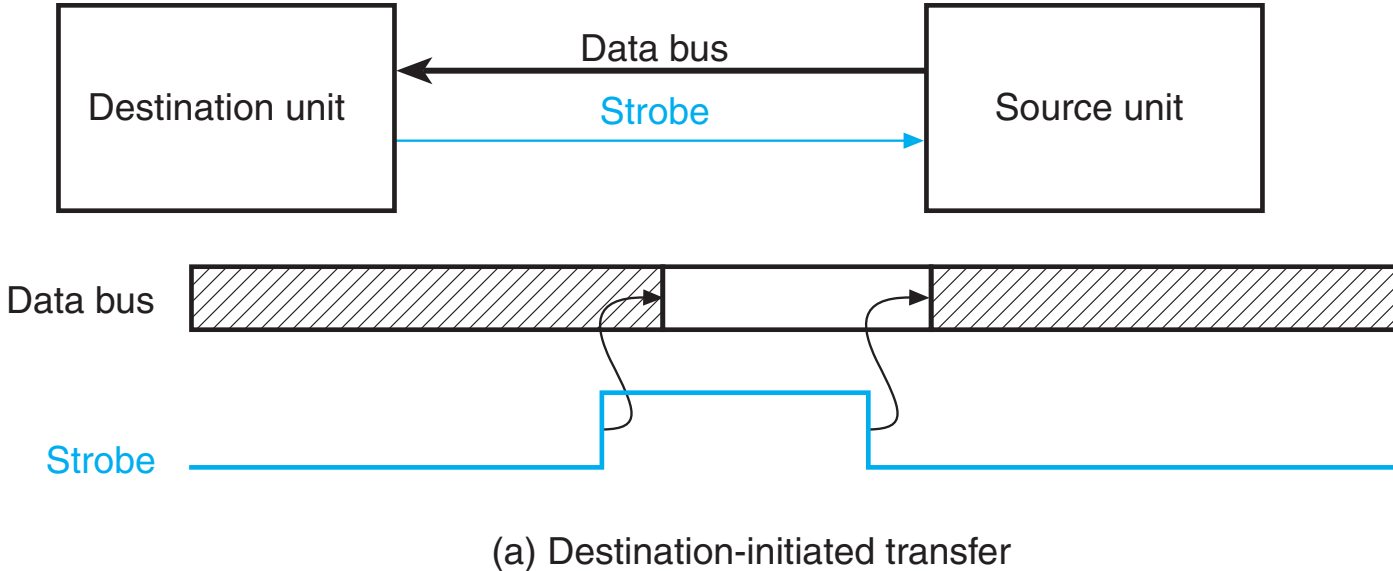 Data bus
Destination unit
Strobe
Source unit
Data bus
Strobe
(a) Destination-initiated transfer